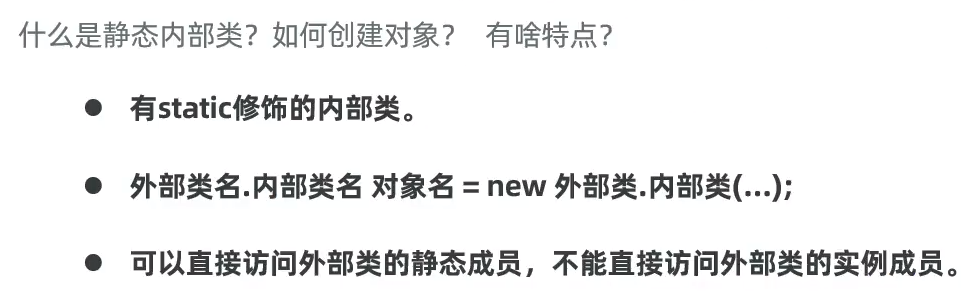 什么是静态内部类？如何创建对象？ 有啥特点？
● 有static修饰的内部类。
● 外部类名.内部类名 对象名 = new 外部类.内部类(…);
● 可以直接访问外部类的静态成员，不能直接访问外部类的实例成员。